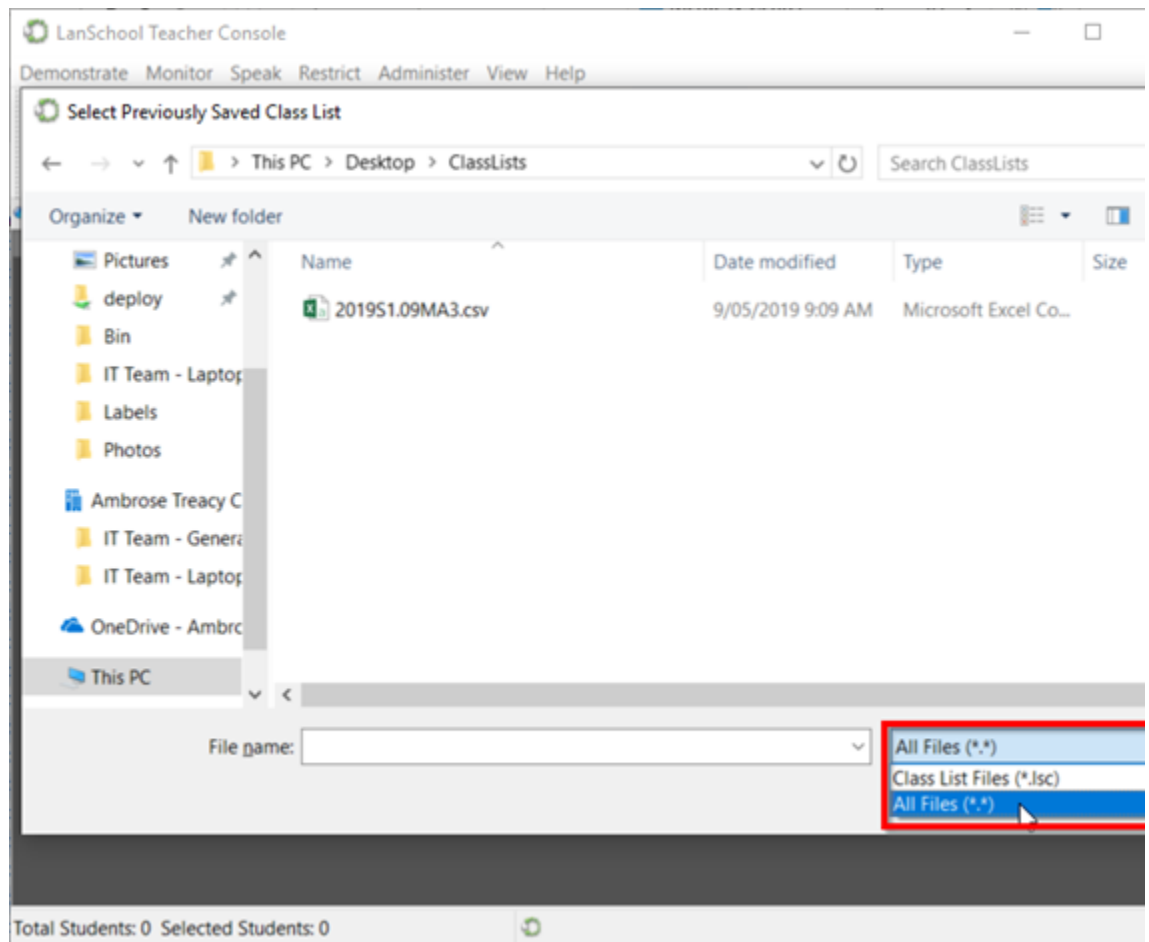 LanSchool Teacher Console
Demonstrate Monitor Speak Restrict Administer View Help
Select Previously Saved Class List
This PC > Desktop > ClassLists
Search ClassLists
Organize New folder
Name Date modified Type Size
2019S1.09MA3.csv 9/05/2019 9:09 AM Microsoft Excel Co...
Pictures
deploy
Bin
IT Team - Laptop
Labels
Photos
Ambrose Treacy C
IT Team - Genera
IT Team - Laptop
OneDrive - Ambrc
This PC
File name:
All Files (*.*)
Class List Files (*.lsc)
All Files (*.*)
Total Students: 0 Selected Students: 0